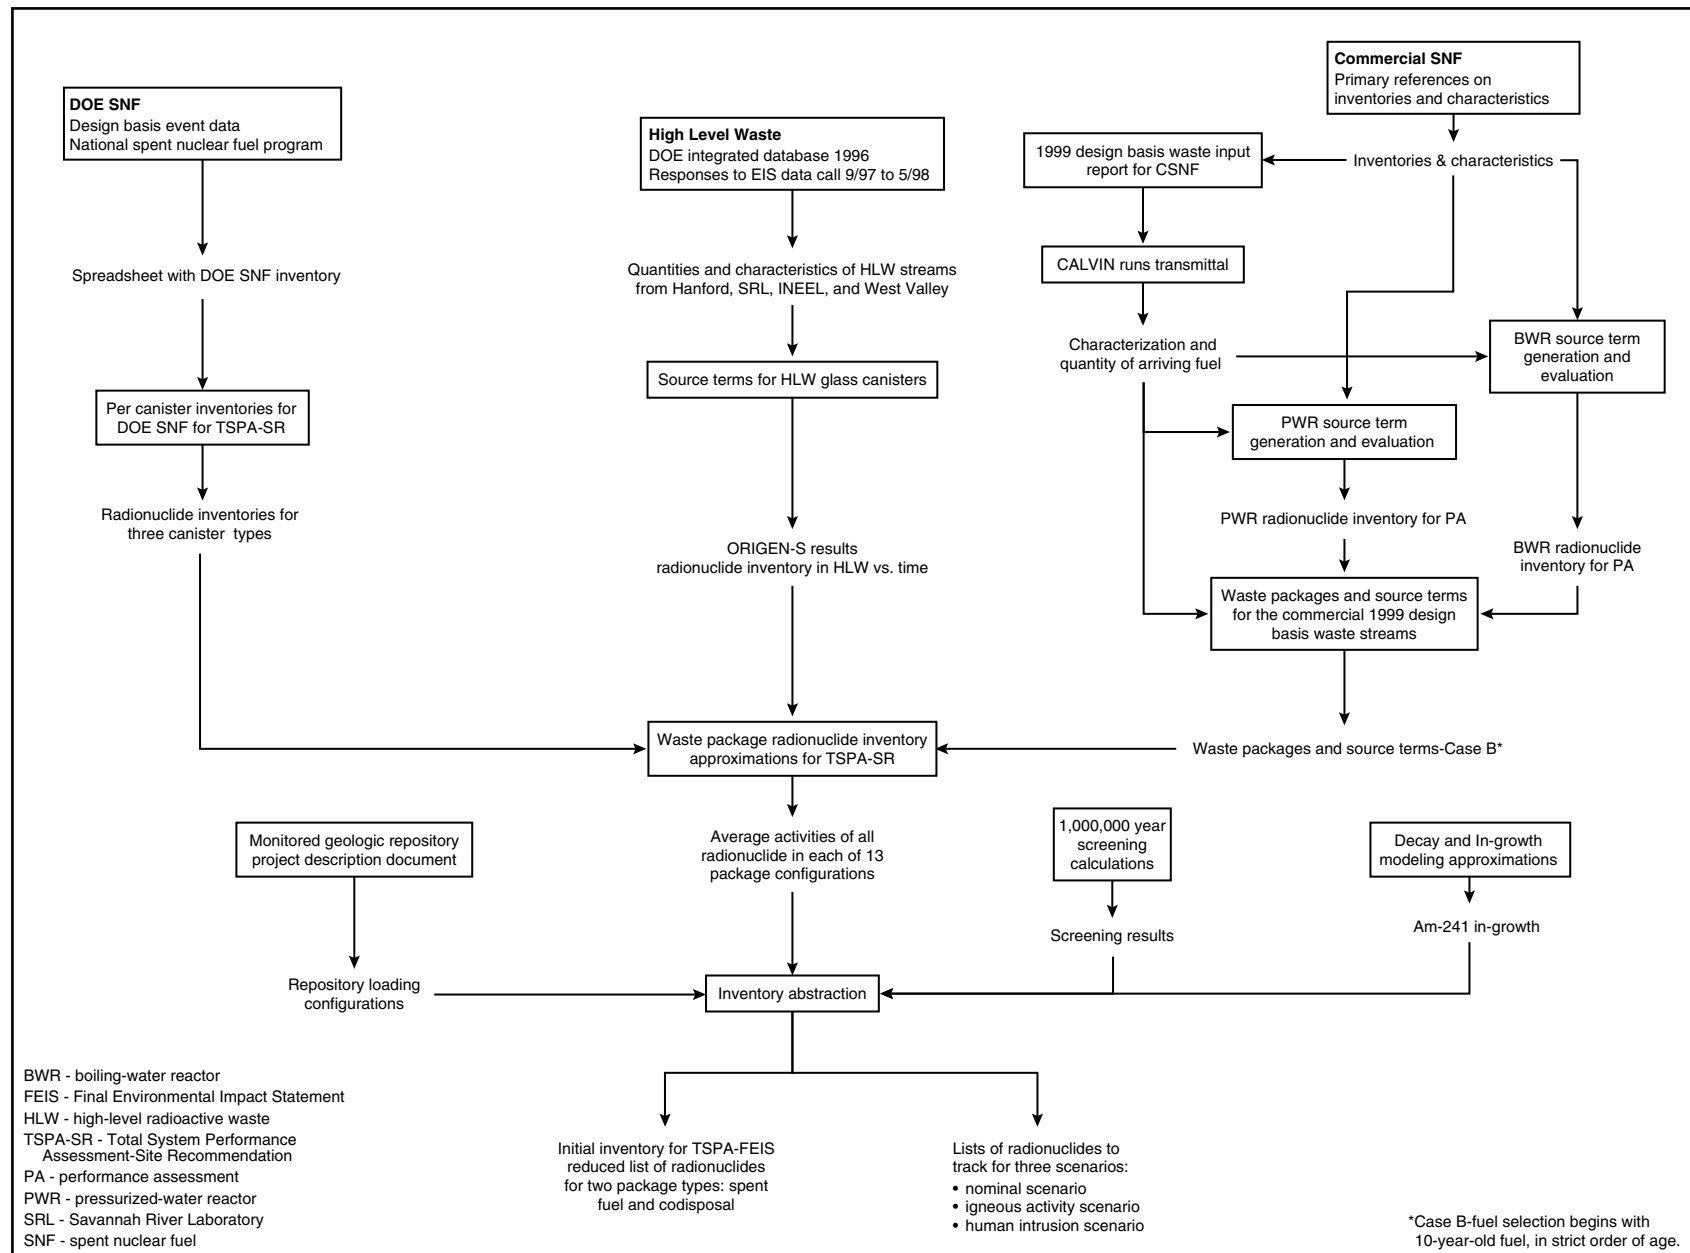 DOE SNF
Design basis event data
National spent nuclear fuel program
High Level Waste
DOE integrated database 1996
Responses to EIS data call 9/97 to 5/98
Commercial SNF
Primary references on
inventories and characteristics
1999 design basis waste input
report for CSNF
Inventories & characteristics
CALVIN runs transmittal
Spreadsheet with DOE SNF inventory
Quantities and characteristics of HLW streams
from Hanford, SRL, INEEL, and West Valley
Characterization and
quantity of arriving fuel
BWR source term
generation and
evaluation
Source terms for HLW glass canisters
Per canister inventories for
DOE SNF for TSPA-SR
PWR source term
generation and evaluation
Radionuclide inventories for
three canister types
PWR radionuclide inventory for PA
ORIGEN-S results
radionuclide inventory in HLW vs. time
BWR radionuclide
inventory for PA
Waste packages and source terms
for the commercial 1999 design
basis waste streams
Waste package radionuclide inventory
approximations for TSPA-SR
Waste packages and source terms-Case B*
Monitored geologic repository
project description document
Average activities of all
radionuclide in each of 13
package configurations
1,000,000 year
screening
calculations
Decay and In-growth
modeling approximations
Screening results
Am-241 in-growth
Repository loading
configurations
Inventory abstraction
BWR - boiling-water reactor
FEIS - Final Environmental Impact Statement
HLW - high-level radioactive waste
TSPA-SR - Total System Performance
Assessment-Site Recommendation
PA - performance assessment
PWR - pressurized-water reactor
SRL - Savannah River Laboratory
SNF - spent nuclear fuel
Initial inventory for TSPA-FEIS
reduced list of radionuclides
for two package types: spent
fuel and codisposal
Lists of radionuclides to
track for three scenarios:
• nominal scenario
• igneous activity scenario
• human intrusion scenario
*Case B-fuel selection begins with
10-year-old fuel, in strict order of age.